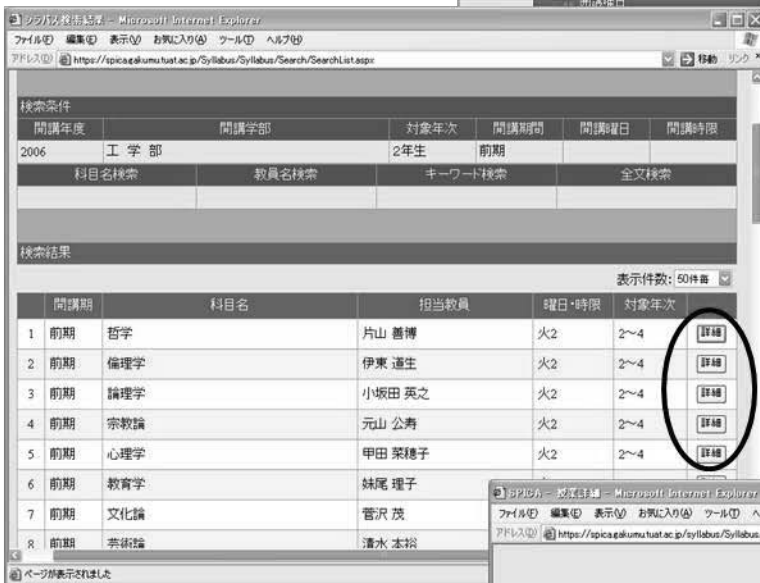 開講曜日
シラバス検索結果 - Microsoft Internet Explorer
ファイル(F) 編集(E) 表示(V) お気に入り(A) ツール(T) ヘルプ(H)
アドレス(D) https://spica.gakumu.tuat.ac.jp/Syllabus/Syllabus/Search/SearchList.aspx 移動 リンク
検索条件
開講年度 開講学部 対象年次 開講期間 開講曜日 開講時限
2006 工 学 部 2年生 前期
科目名検索 教員名検索 キーワード検索 全文検索
検索結果
表示件数: 50件毎
開講期 科目名 担当教員 曜日・時限 対象年次
1 前期 哲学 片山 善博 火2 2～4 詳細
2 前期 倫理学 伊東 道生 火2 2～4 詳細
3 前期 論理学 小坂田 英之 火2 2～4 詳細
4 前期 宗教論 元山 公寿 火2 2～4 詳細
5 前期 心理学 甲田 菜穂子 火2 2～4 詳細
6 前期 教育学 妹尾 理子
7 前期 文化論 菅沢 茂
8 前期 芸術論 清水 本裕
SPICA - 授業詳細 - Microsoft Internet Explorer
ファイル(F) 編集(E) 表示(V) お気に入り(A) ツール(T)
アドレス(D) https://spica.gakumu.tuat.ac.jp/syllabus/Syllabus.
ページが表示されました